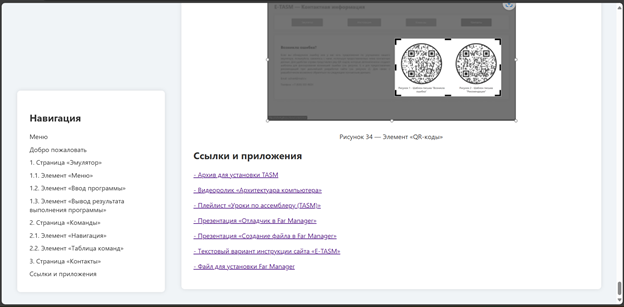 Навигация
Меню
Добро пожаловать
1. Страница «Эмулятор»
1.1. Элемент «Меню»
1.2. Элемент «Ввод программы»
1.3. Элемент «Вывод результата
выполнения программы»
2. Страница «Команды»
2.1. Элемент «Навигация»
2.2. Элемент «Таблица команд»
3. Страница «Контакты»
Ссылки и приложения
Рисунок 34 — Элемент «QR-коды»
Ссылки и приложения
- Архив для установки TASM
- Видеоролик «Архитектура компьютера»
- Плейлист «Уроки по ассемблеру (TASM)»
- Презентация «Отладчик в Far Manager»
- Презентация «Создание файла в Far Manager»
- Текстовый вариант инструкции сайта «E-TASM»
- Файл для установки Far Manager